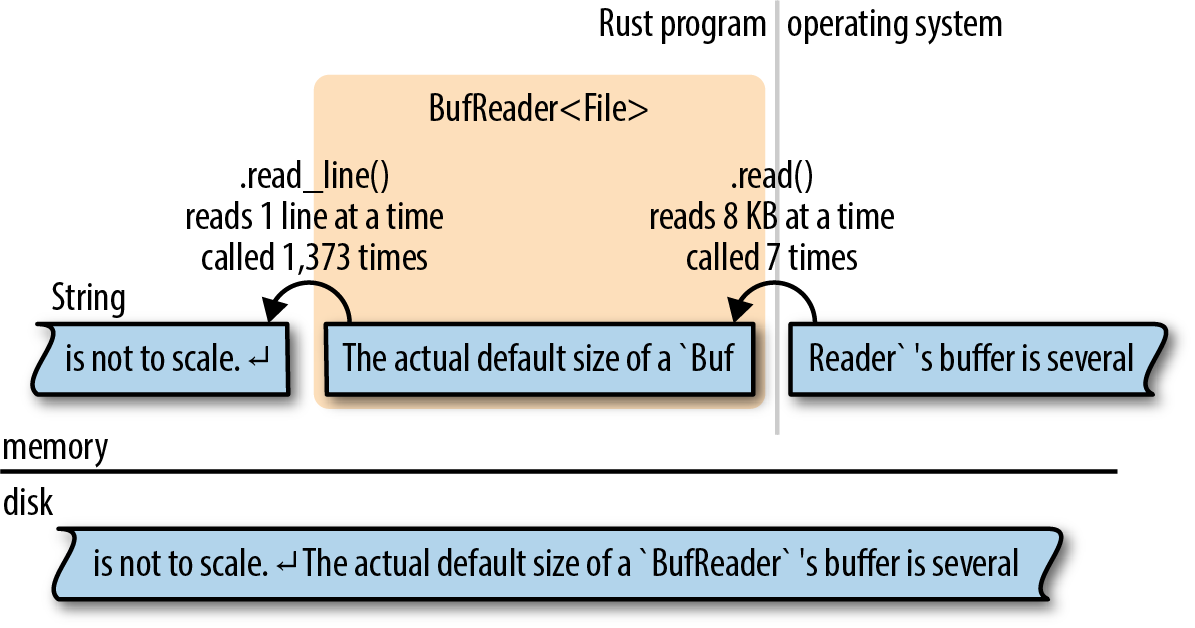 Rust program
operating system
BufReader<File>
.read_line()
reads 1 line at a time
called 1,373 times
.read()
reads 8 KB at a time
called 7 times
String
is not to scale. ↵
The actual default size of a `Buf
Reader` 's buffer is several
memory
disk
is not to scale. ↵ The actual default size of a `BufReader` 's buffer is several